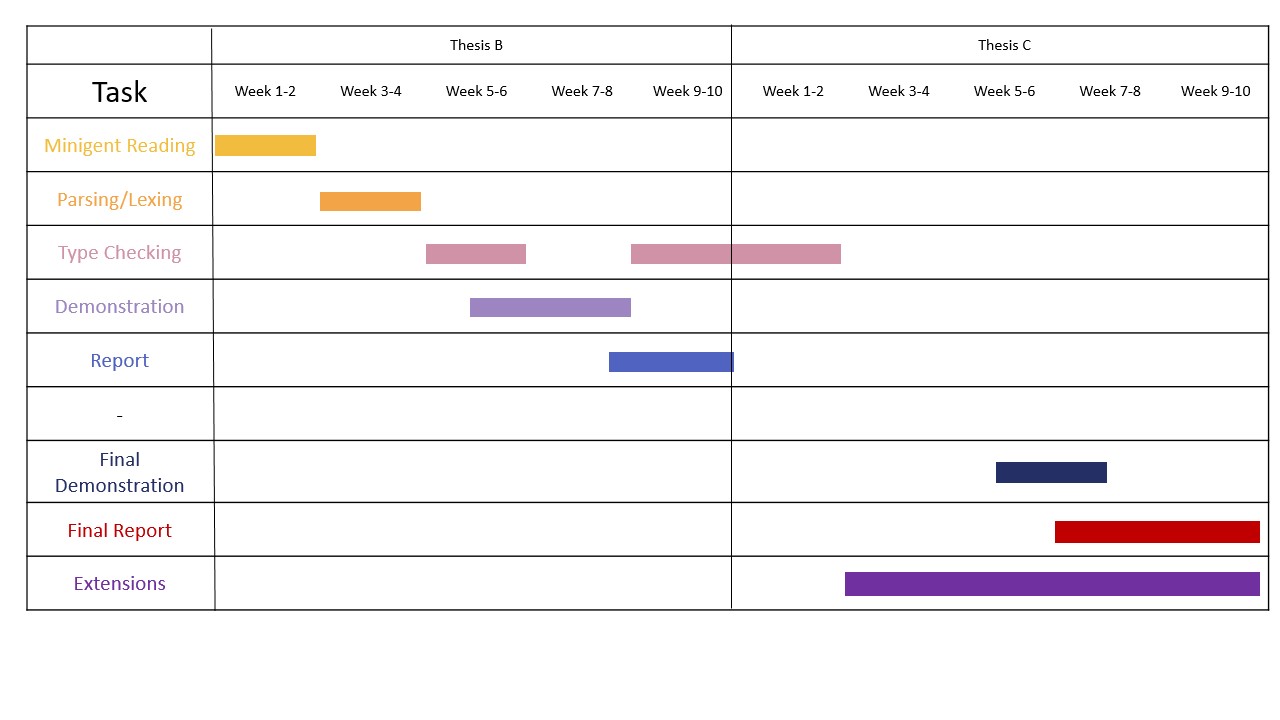 Thesis B Thesis C
Task Week 1-2 Week 3-4 Week 5-6 Week 7-8 Week 9-10 Week 1-2 Week 3-4 Week 5-6 Week 7-8 Week 9-10
Minigent Reading
Parsing/Lexing
Type Checking
Demonstration
Report
-
Final
Demonstration
Final Report
Extensions